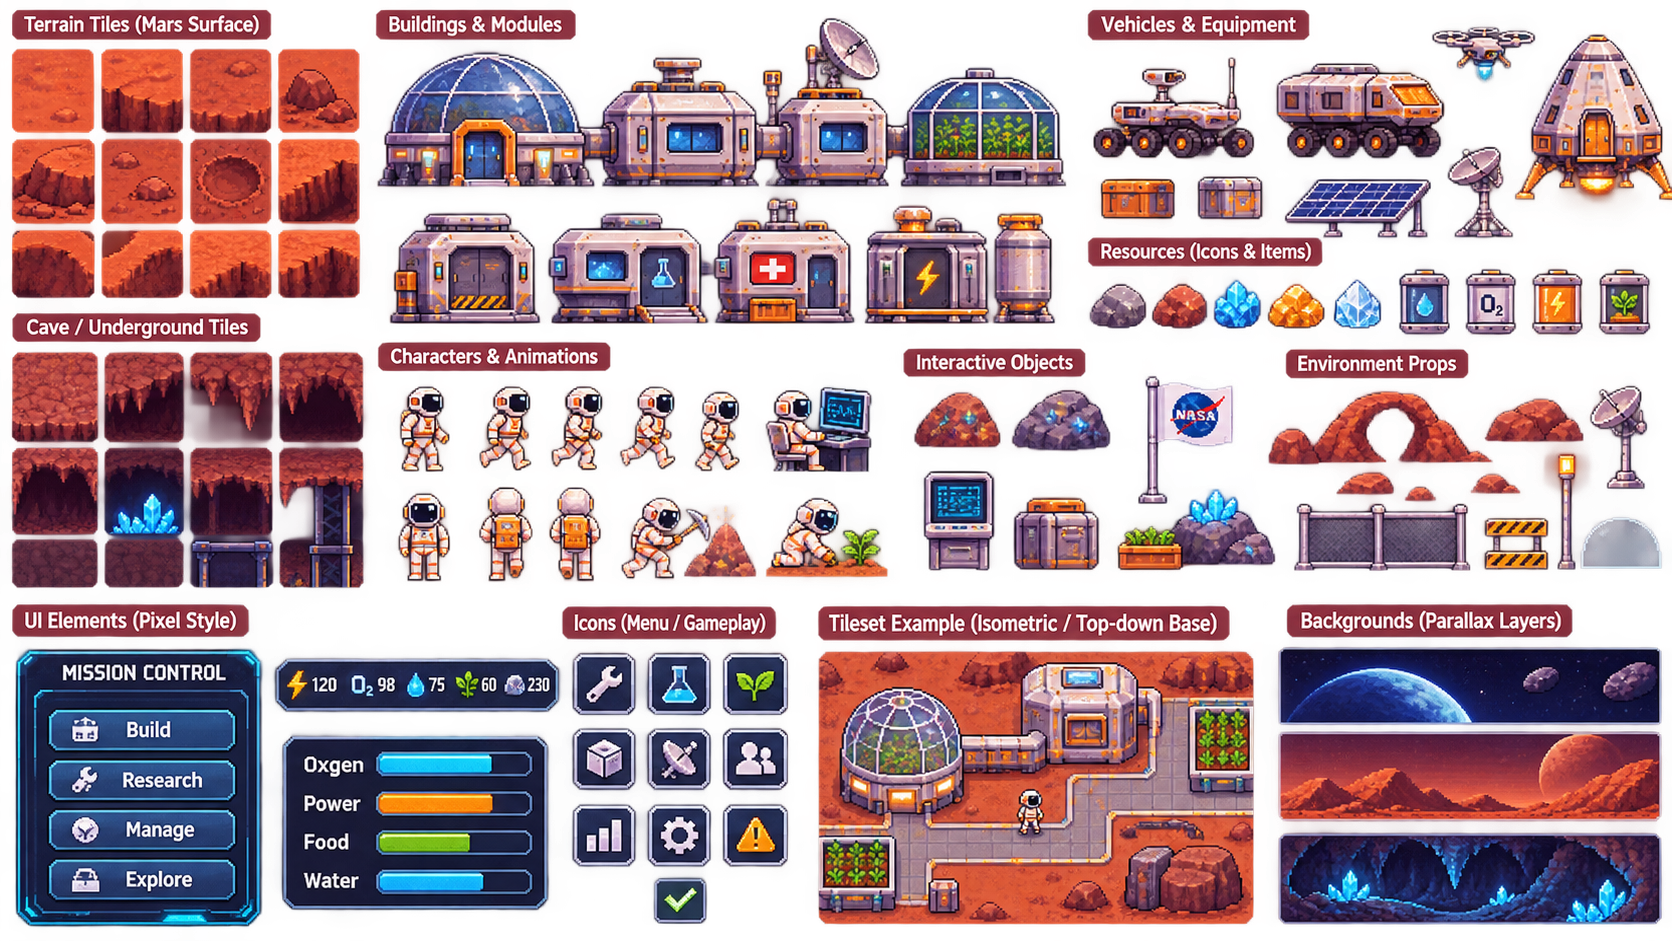 Terrain Tiles (Mars Surface)
Buildings & Modules
Vehicles & Equipment
Resources (Icons & Items)
O2
Cave / Underground Tiles
Characters & Animations
Interactive Objects
NASA
Environment Props
UI Elements (Pixel Style)
MISSION CONTROL
Build
Research
Manage
Explore
120 O2 98 75 60 230
Oxgen
Power
Food
Water
Icons (Menu / Gameplay)
Tileset Example (Isometric / Top-down Base)
Backgrounds (Parallax Layers)